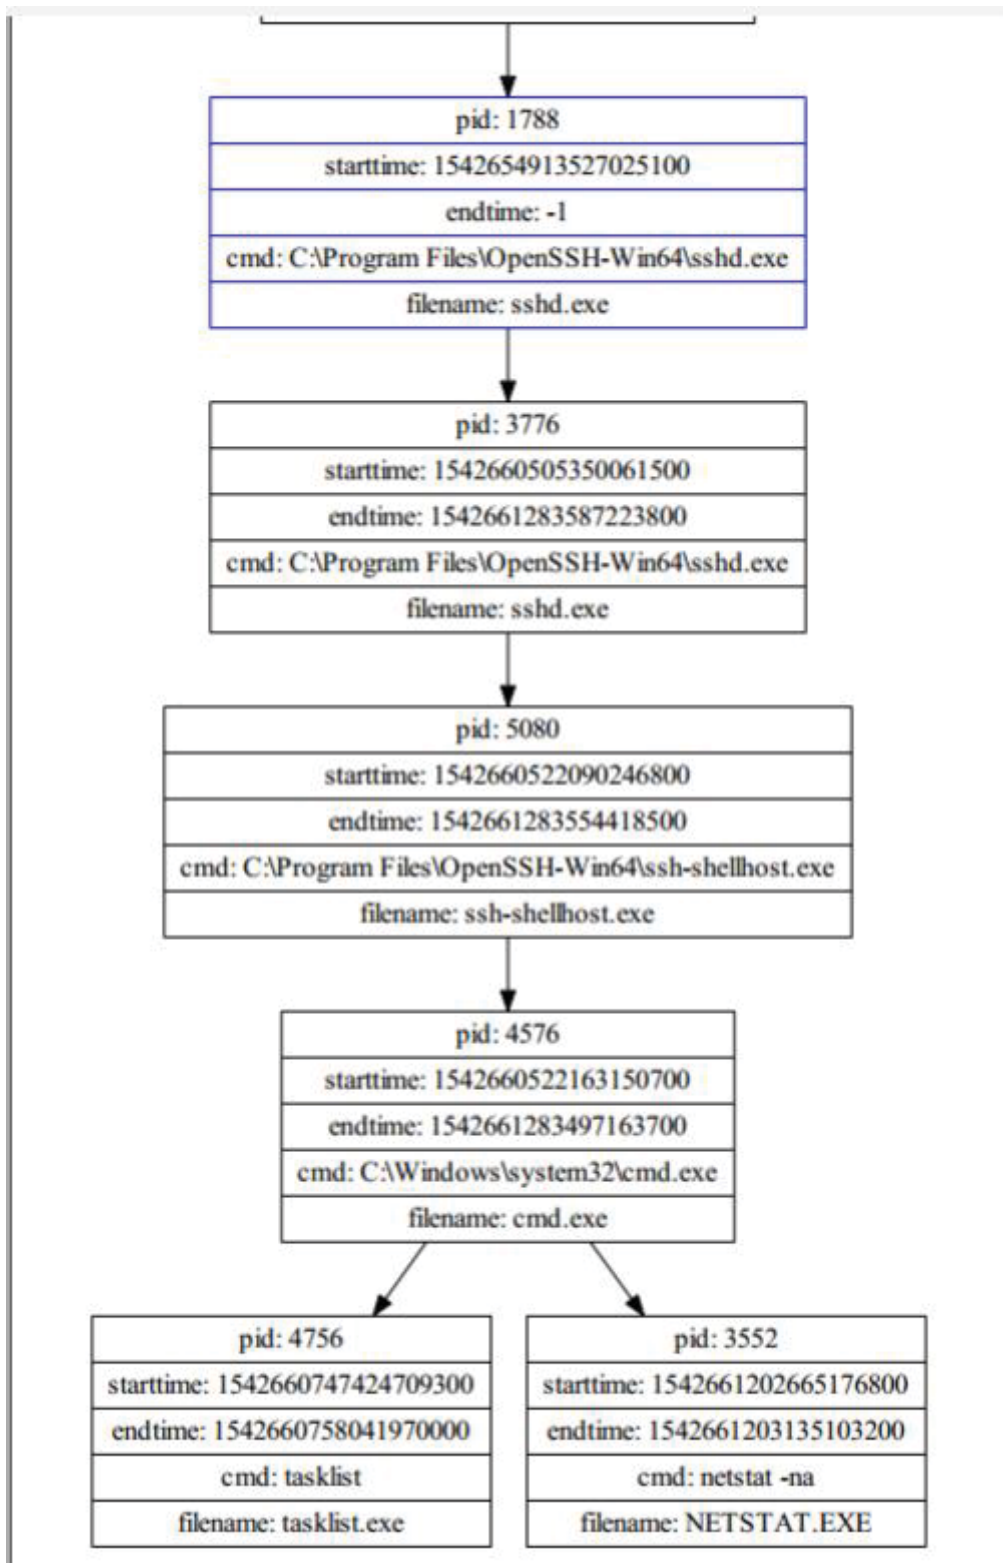 pid: 1788
starttime: 1542654913527025100
endtime: -1
cmd: C:\Program Files\OpenSSH-Win64\sshd.exe
filename: sshd.exe
pid: 3776
starttime: 1542660505350061500
endtime: 1542661283587223800
cmd: C:\Program Files\OpenSSH-Win64\sshd.exe
filename: sshd.exe
pid: 5080
starttime: 1542660522090246800
endtime: 1542661283554418500
cmd: C:\Program Files\OpenSSH-Win64\ssh-shellhost.exe
filename: ssh-shellhost.exe
pid: 4576
starttime: 1542660522163150700
endtime: 1542661283497163700
cmd: C:\Windows\system32\cmd.exe
filename: cmd.exe
pid: 4756
starttime: 1542660747424709300
endtime: 1542660758041970000
cmd: tasklist
filename: tasklist.exe
pid: 3552
starttime: 1542661202665176800
endtime: 1542661203135103200
cmd: netstat -na
filename: NETSTAT.EXE